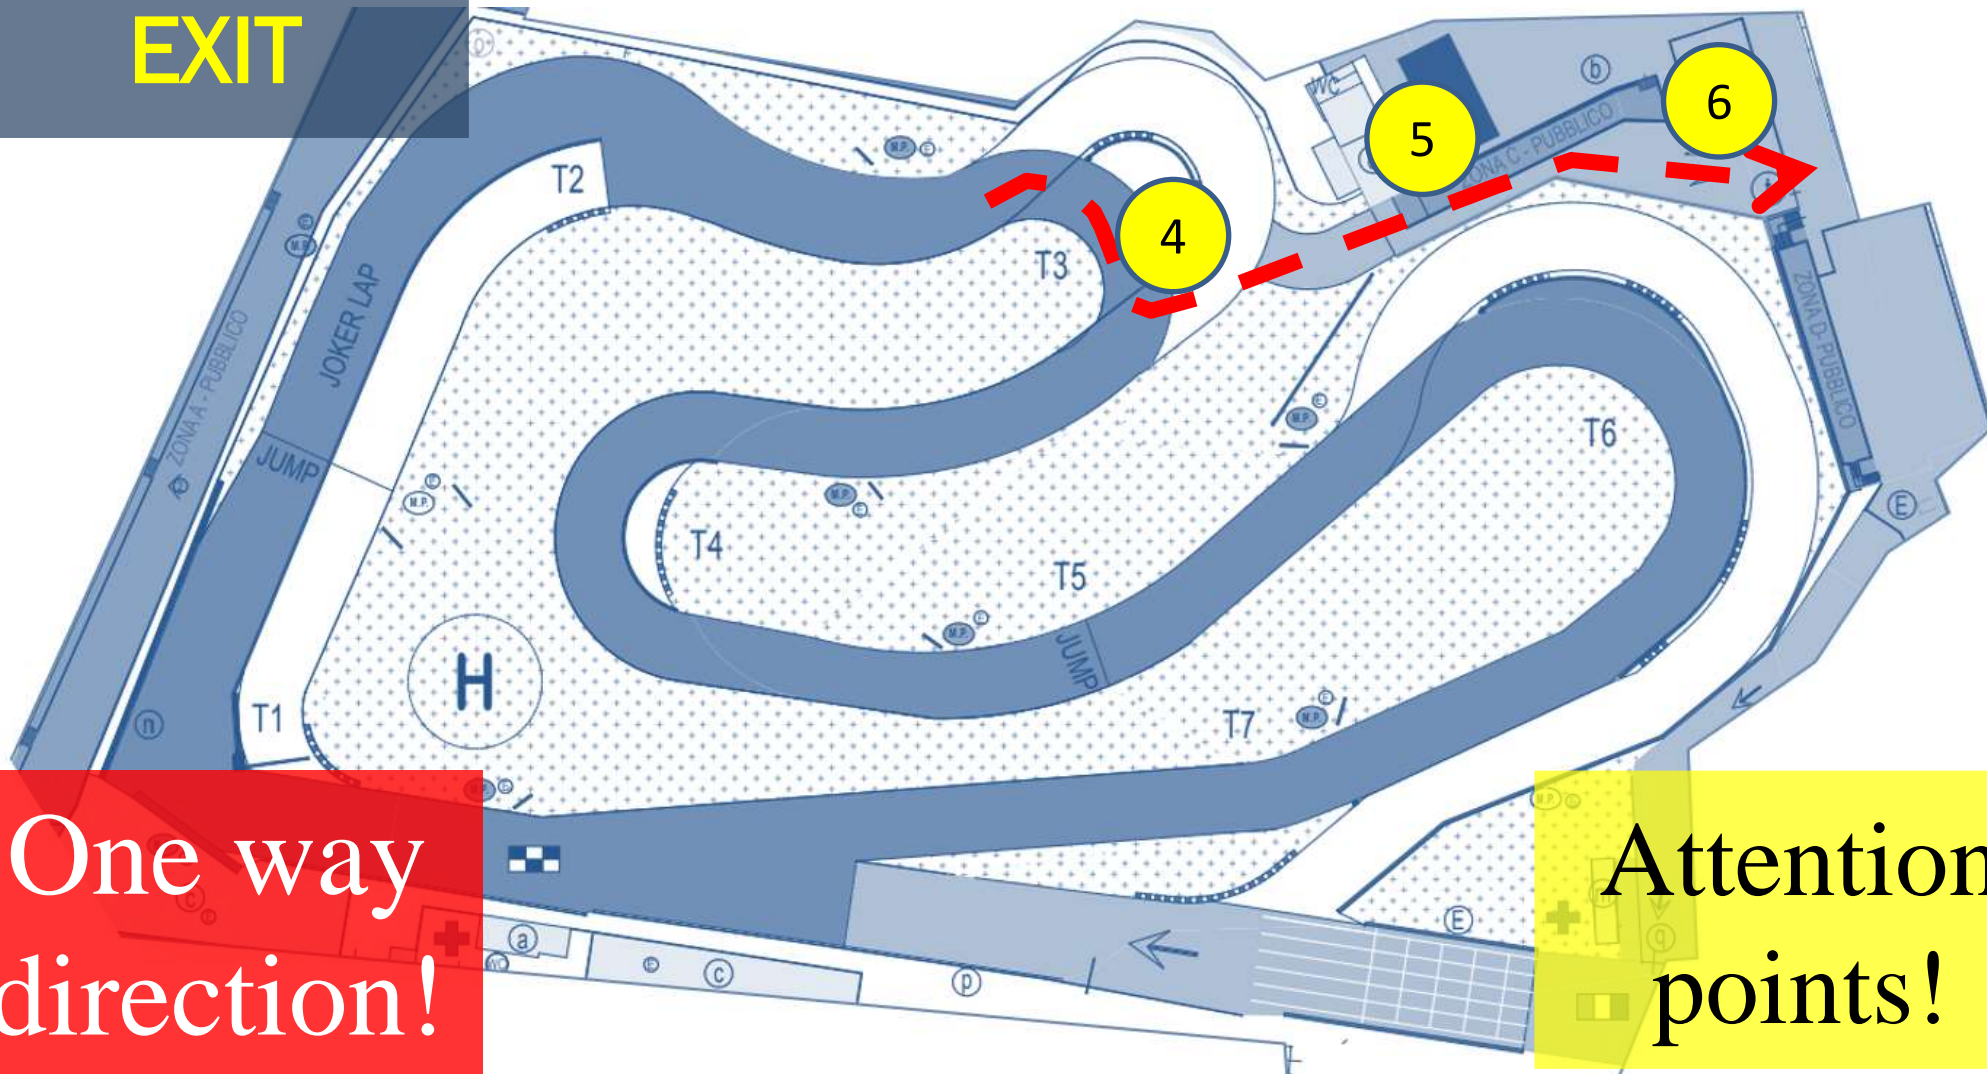 EXIT
WC
b
5
6
ZONA C - PUBBLICO
M.P. E
T2
4
M.P. E
T3
JOKER LAP
ZONA A - PUBBLICO
ZONA D- PUBBLICO
M.P. E
T6
JUMP
M.P. E
M.P. E
E
T4
T5
M.P. E
JUMP
H
n
T1
T7
M.P. E
M.P. E
M.P.
One way
direction!
Attention
points!
c
E
a
WC
E
c
p
E
q